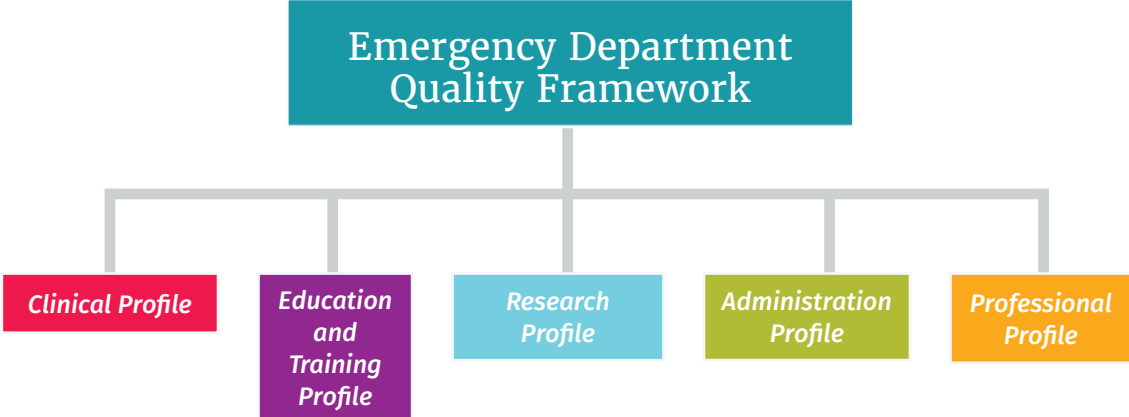 Emergency Department
Quality Framework
Clinical Profile
Education
and
Training
Profile
Research
Profile
Administration
Profile
Professional
Profile